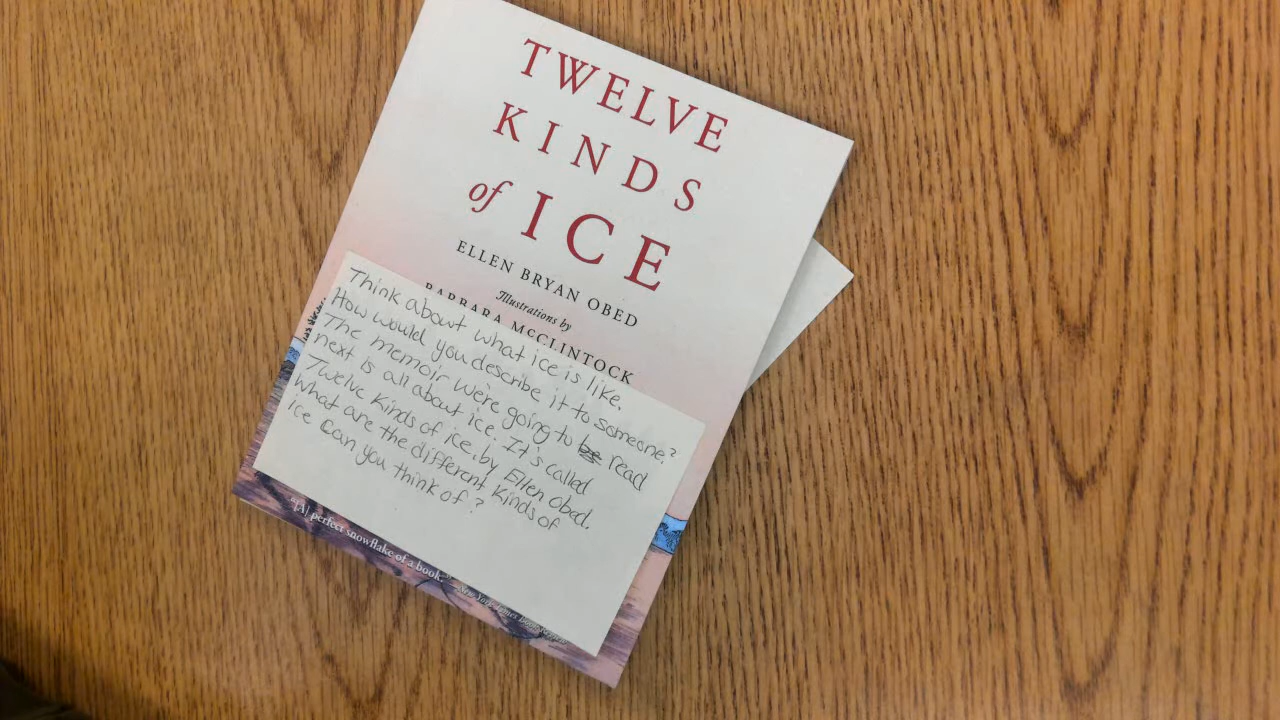 TWELVE
KINDS
of ICE
ELLEN BRYAN OBED
Illustrations by
BARBARA MCCLINTOCK
Think about what ice is like.
How would you describe it to someone?
The memoir we're going to read
next is all about ice. It's called
Twelve Kinds of ice, by Ellen Obed.
What are the different kinds of
ice can you think of?
"[A] perfect snowflake of a book."